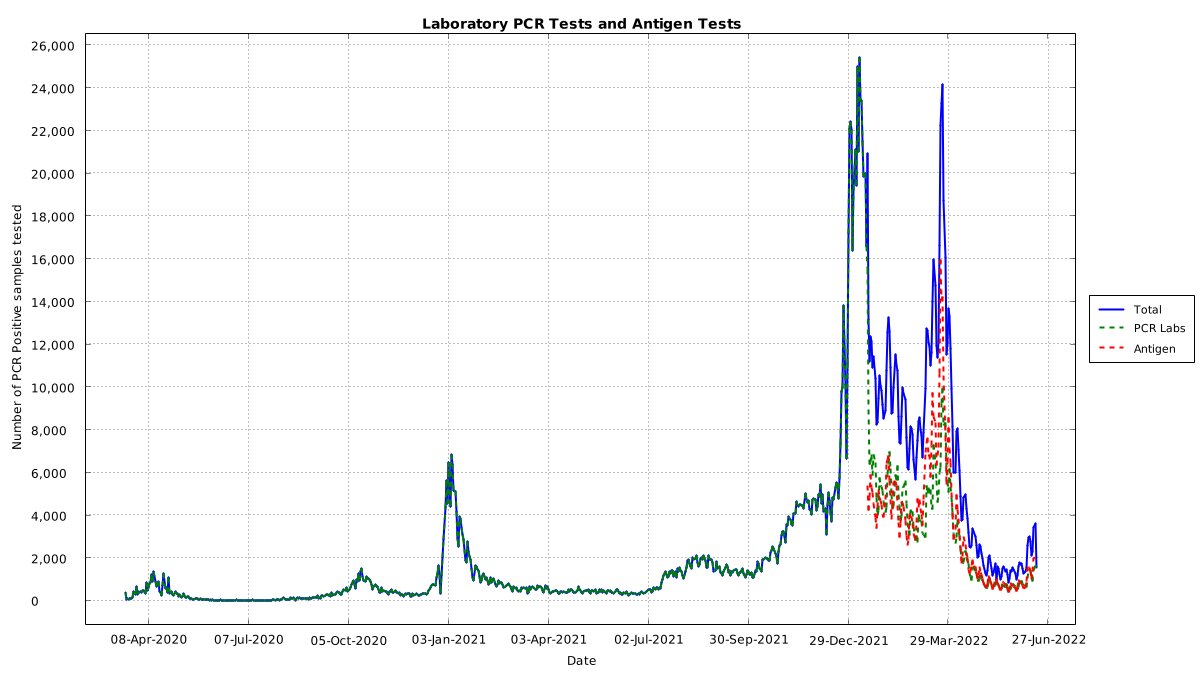 Laboratory PCR Tests and Antigen Tests
26,000
24,000
22,000
20,000
18,000
16,000
14,000
12,000
10,000
8,000
6,000
4,000
2,000
0
Number of PCR Positive samples tested
08-Apr-2020 07-Jul-2020 05-Oct-2020 03-Jan-2021 03-Apr-2021 02-Jul-2021 30-Sep-2021 29-Dec-2021 29-Mar-2022 27-Jun-2022
Date
Total
PCR Labs
Antigen